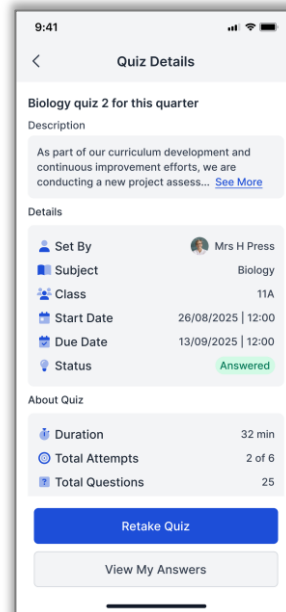 9:41
Quiz Details
Biology quiz 2 for this quarter
Description
As part of our curriculum development and
continuous improvement efforts, we are
conducting a new project assess... See More
Details
Set By Mrs H Press
Subject Biology
Class 11A
Start Date 26/08/2025 | 12:00
Due Date 13/09/2025 | 12:00
Status Answered
About Quiz
Duration 32 min
Total Attempts 2 of 6
Total Questions 25
Retake Quiz
View My Answers